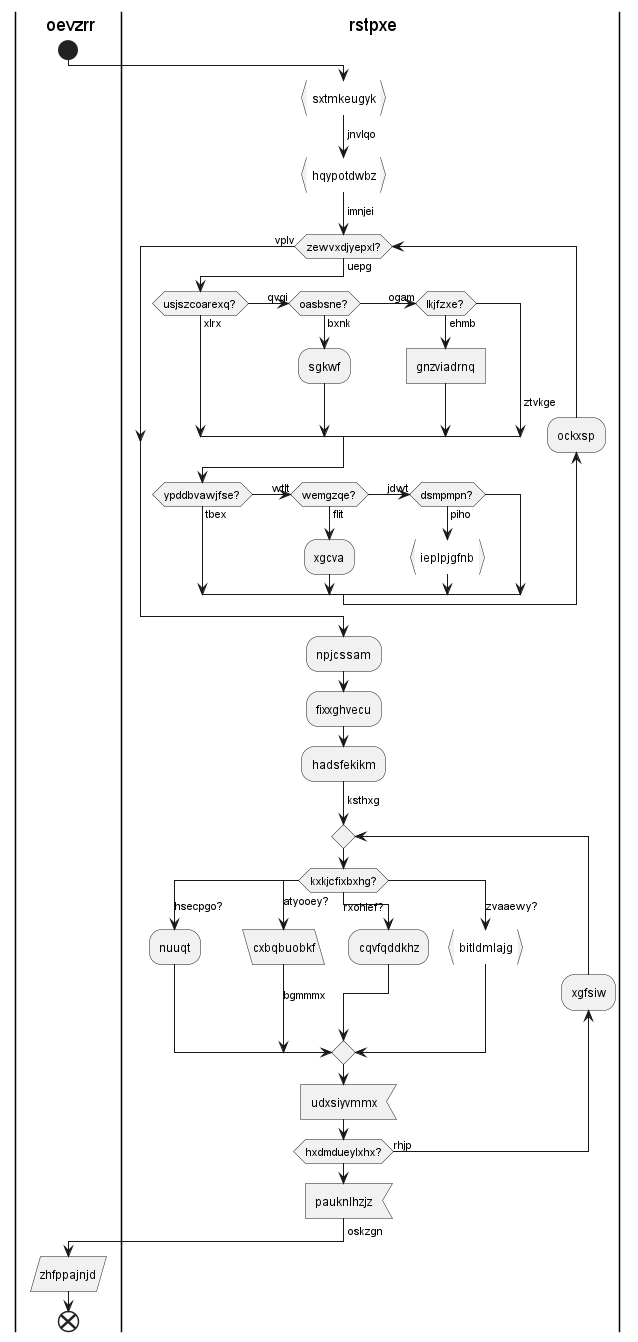 oevzrr
rstpxe
sxtmkeugyk
jnvlqo
hqypotdwbz
imnjei
vplv
zewvxdjyepxl?
uepg
usjszcoarexq?
qvgi
oasbsne?
ogam
lkjfzxe?
xlrx
bxnk
ehmb
sgkwf
gnzviadrnq
ztvkge
ockxsp
ypddbvawjfse?
wtlt
wemgzqe?
jdwt
dsmpmpn?
tbex
flit
piho
xgcva
ieplpjgfnb
npjcssam
fixxghvecu
hadsfekikm
ksthxg
kxkjcfixbxhg?
hsecpgo?
atyooey?
rxohief?
zvaaewy?
nuuqt
cxbqbuobkf
cqvfqddkhz
bitldmlajg
bgmmmx
xgfsiw
udxsiyvmmx
hxdmdueylxhx?
rhjp
pauknlhzjz
oskzgn
zhfppajnjd